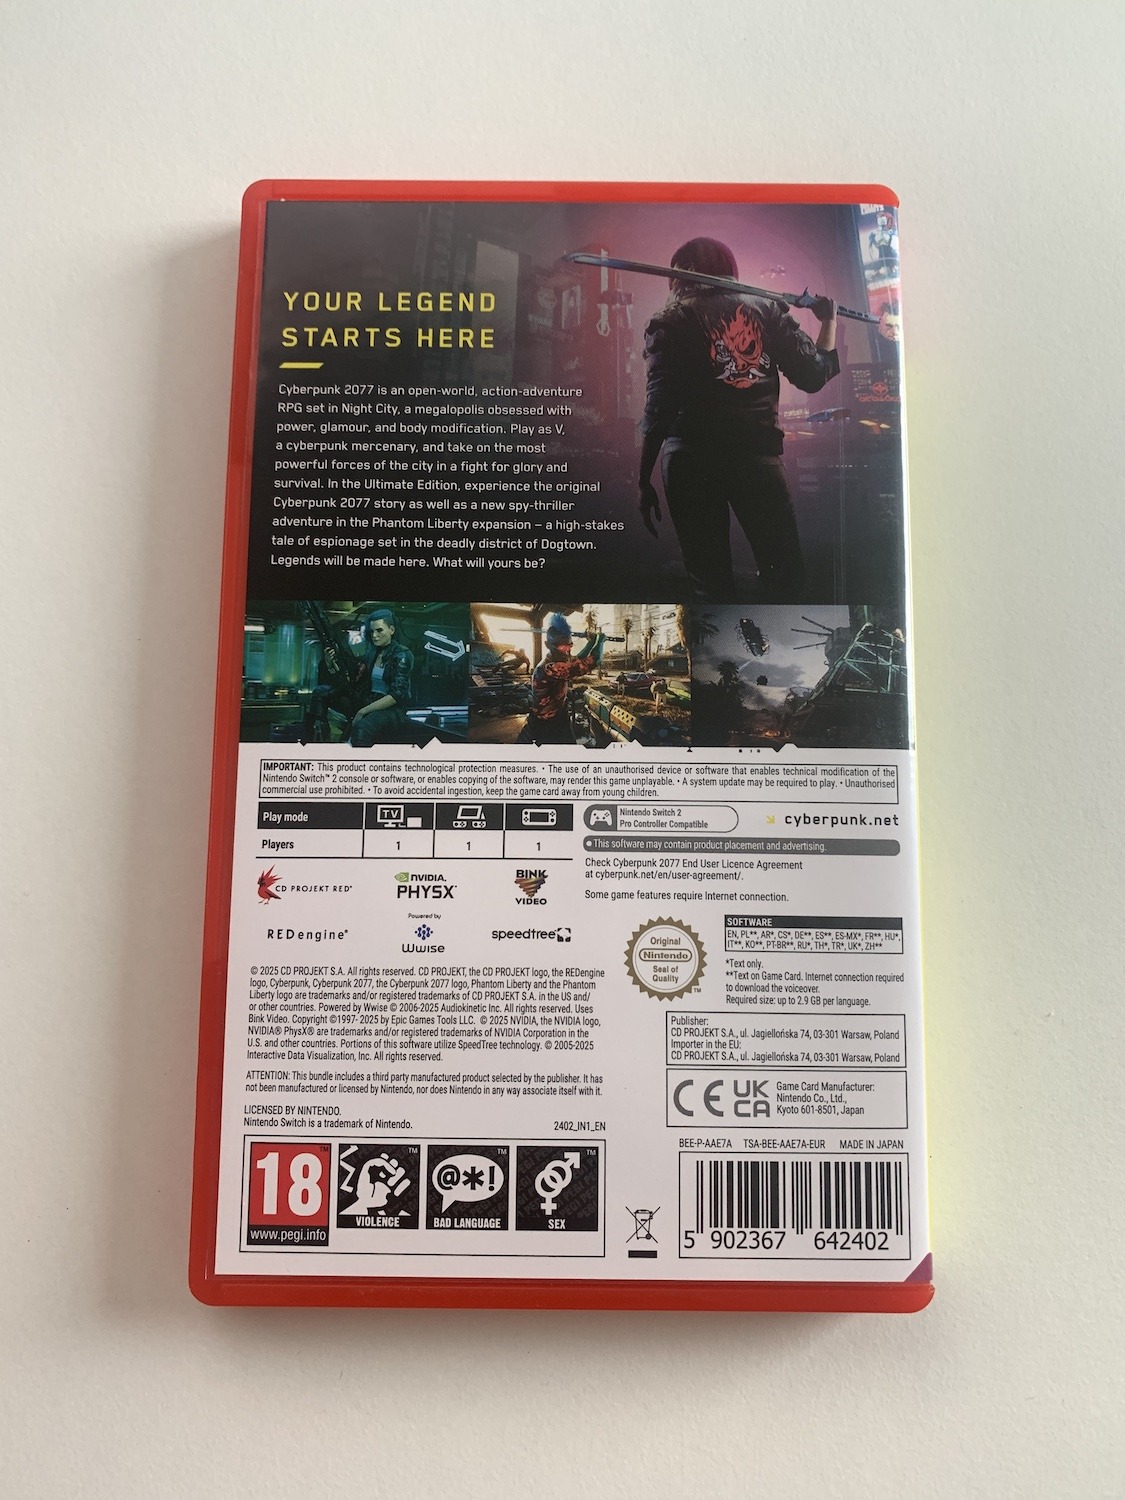 YOUR LEGEND
STARTS HERE
Cyberpunk 2077 is an open-world, action-adventure
RPG set in Night City, a megalopolis obsessed with
power, glamour, and body modification. Play as V,
a cyberpunk mercenary, and take on the most
powerful forces of the city in a fight for glory and
survival. In the Ultimate Edition, experience the original
Cyberpunk 2077 story as well as a new spy-thriller
adventure in the Phantom Liberty expansion – a high-stakes
tale of espionage set in the deadly district of Dogtown.
Legends will be made here. What will yours be?
IMPORTANT: This product contains technological protection measures. • The use of an unauthorised device or software that enables technical modification of the
Nintendo Switch™ 2 console or software, or enables copying of the software, may render this game unplayable. • A system update may be required to play. • Unauthorised
commercial use prohibited. • To avoid accidental ingestion, keep the game card away from young children.
Play mode TV
Players 1 1 1
Nintendo Switch 2
Pro Controller Compatible
cyberpunk.net
• This software may contain product placement and advertising.
Check Cyberpunk 2077 End User Licence Agreement
at cyberpunk.net/en/user-agreement/.
Some game features require Internet connection.
CD PROJEKT RED®
NVIDIA.
PHYSX®
BINK
VIDEO
REDengine®
Powered by
Wwise
speedtree
Original
Nintendo
Seal of
Quality
TM
SOFTWARE
EN, PL**, AR*, CS*, DE**, ES**, ES-MX*, FR**, HU*,
IT**, KO**, PT-BR**, RU*, TH*, TR*, UK*, ZH**
*Text only.
**Text on Game Card. Internet connection required
to download the voiceover.
Required size: up to 2.9 GB per language.
© 2025 CD PROJEKT S.A. All rights reserved. CD PROJEKT, the CD PROJEKT logo, the REDengine
logo, Cyberpunk, Cyberpunk 2077, the Cyberpunk 2077 logo, Phantom Liberty and the Phantom
Liberty logo are trademarks and/or registered trademarks of CD PROJEKT S.A. in the US and/
or other countries. Powered by Wwise © 2006-2025 Audiokinetic Inc. All rights reserved. Uses
Bink Video. Copyright ©1997- 2025 by Epic Games Tools LLC. © 2025 NVIDIA, the NVIDIA logo,
NVIDIA® PhysX® are trademarks and/or registered trademarks of NVIDIA Corporation in the
U.S. and other countries. Portions of this software utilize SpeedTree technology. © 2005-2025
Interactive Data Visualization, Inc. All rights reserved.
ATTENTION: This bundle includes a third party manufactured product selected by the publisher. It has
not been manufactured or licensed by Nintendo, nor does Nintendo in any way associate itself with it.
LICENSED BY NINTENDO.
Nintendo Switch is a trademark of Nintendo.
2402_IN1_EN
Publisher:
CD PROJEKT S.A., ul. Jagiellońska 74, 03-301 Warsaw, Poland
Importer in the EU:
CD PROJEKT S.A., ul. Jagiellońska 74, 03-301 Warsaw, Poland
CE UK
CA
Game Card Manufacturer:
Nintendo Co., Ltd.,
Kyoto 601-8501, Japan
BEE-P-AAE7A TSA-BEE-AAE7A-EUR MADE IN JAPAN
18 TM
www.pegi.info
TM
VIOLENCE
@*!
TM
BAD LANGUAGE
TM
SEX
5 902367 642402